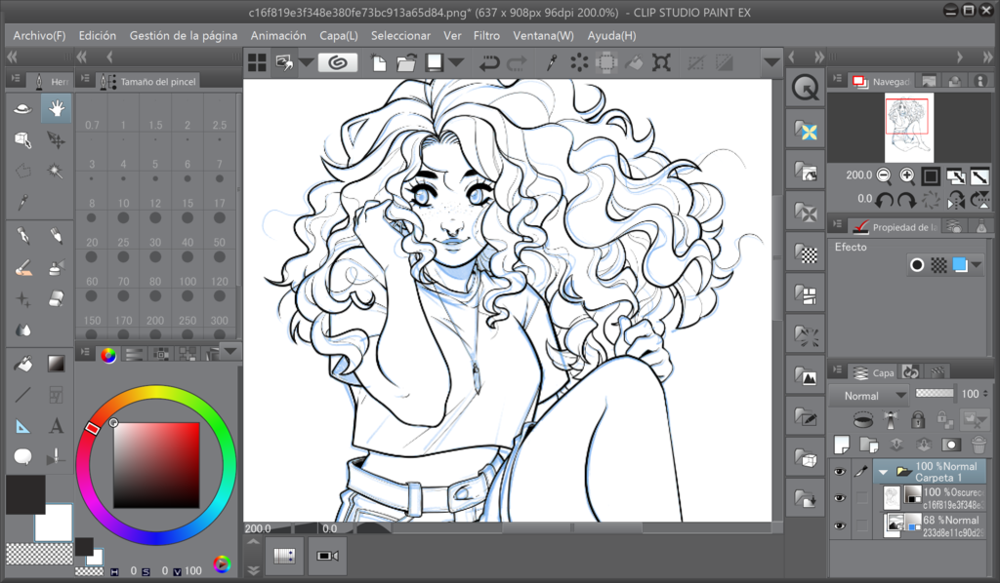 c16f819e3f348e380fe73bc913a65d84.png* (637 x 908px 96dpi 200.0%) - CLIP STUDIO PAINT EX
Archivo(F) Edición Gestión de la página Animación Capa(L) Seleccionar Ver Filtro Ventana(W) Ayuda(H)
Herr
Tamaño del pincel
Navegad
0.7 1 1.5 2 2.5
3 4 5 6 7
8 10 12 15 17
20 25 30 40 50
60 70 80 100 120
150 170 200 250 300
200.0
0.0
Propiedad de la
Efecto
Capa
Normal 100
100 %Normal
Carpeta 1
100 %Oscurec
c16f819e3f348e3
68 %Normal
233d8e11c90d2
200.0 0.0
H 0 S 0 V 100